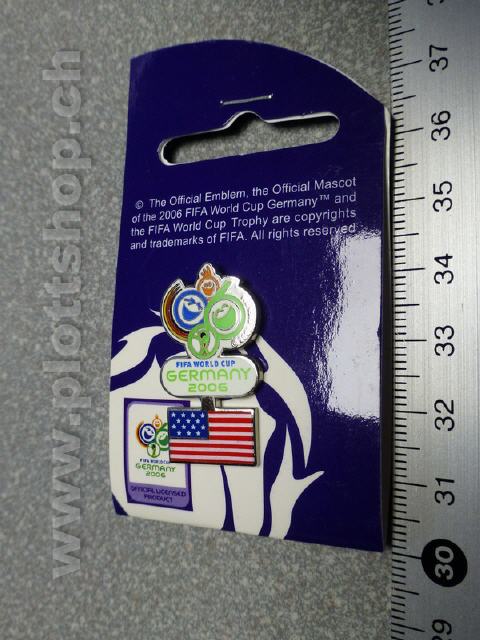 www.plottshop.ch
© The Official Emblem, the Official Mascot
of the 2006 FIFA World Cup Germany™ and
the FIFA World Cup Trophy are copyrights
and trademarks of FIFA. All rights reserved
FIFA WORLD CUP
GERMANY
2006
FIFA WORLD CUP
GERMANY
2006
OFFICIAL LICENSED
PRODUCT
37
36
35
34
33
32
31
30
29